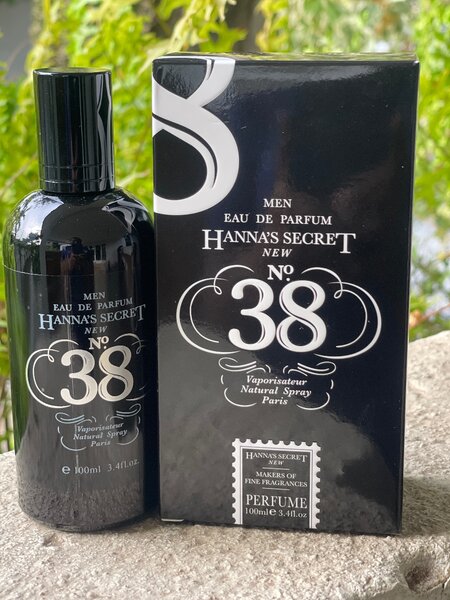 MEN
EAU DE PARFUM
HANNA'S SECRET
NEW
No.
38
Vaporisateur
Natural Spray
Paris
e 100ml 3.4fl.oz.
8
MEN
EAU DE PARFUM
HANNA'S SECRET
NEW
No.
38
Vaporisateur
Natural Spray
Paris
HANNA'S SECRET
NEW
MAKERS OF
FINE FRAGRANCES
PERFUME
100ml e 3.4fl.oz